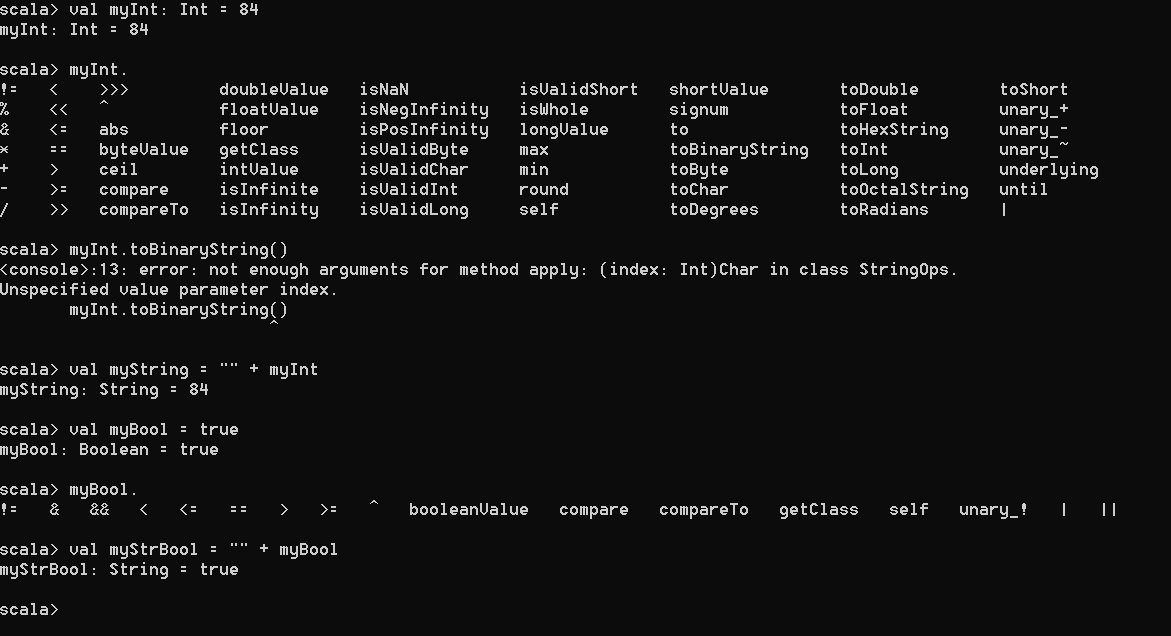 scala> val myInt: Int = 84
myInt: Int = 84
scala> myInt.
!=   <    >>>         doubleValue   isNaN           isValidShort   shortValue       toDouble        toShort
%    <<   ^           floatValue    isNegInfinity   isWhole        signum           toFloat         unary_+
&    <=   abs         floor         isPosInfinity   longValue      to               toHexString     unary_-
*    ==   byteValue   getClass      isValidByte     max            toBinaryString   toInt           unary_~
+    >    ceil        intValue      isValidChar     min            toByte           toLong          underlying
-    >=   compare     isInfinite    isValidInt      round          toChar           toOctalString   until
/    >>   compareTo   isInfinity    isValidLong     self           toDegrees        toRadians       |
scala> myInt.toBinaryString()
<console>:13: error: not enough arguments for method apply: (index: Int)Char in class StringOps.
Unspecified value parameter index.
       myInt.toBinaryString()
                           ^
scala> val myString = "" + myInt
myString: String = 84
scala> val myBool = true
myBool: Boolean = true
scala> myBool.
!=   &   &&   <   <=   ==   >   >=   ^   booleanValue   compare   compareTo   getClass   self   unary_!   |   ||
scala> val myStrBool = "" + myBool
myStrBool: String = true
scala>